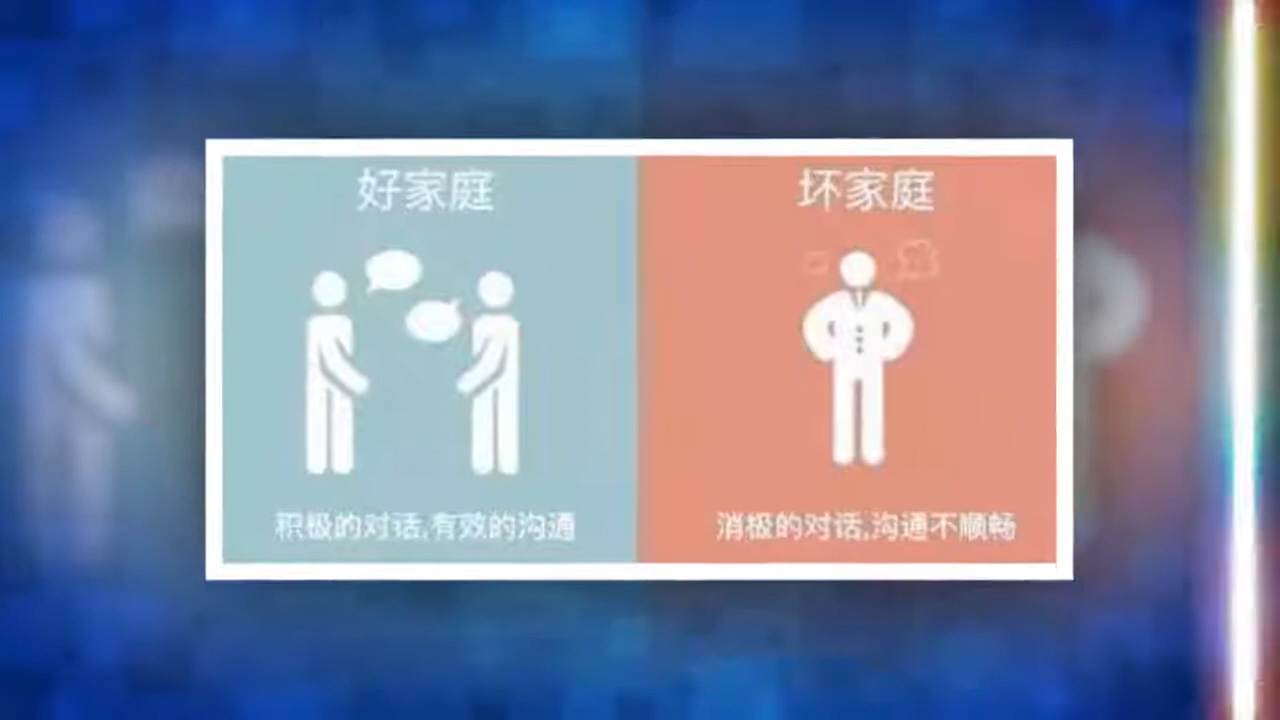 好家庭
坏家庭
积极的对话,有效的沟通
消极的对话,沟通不顺畅